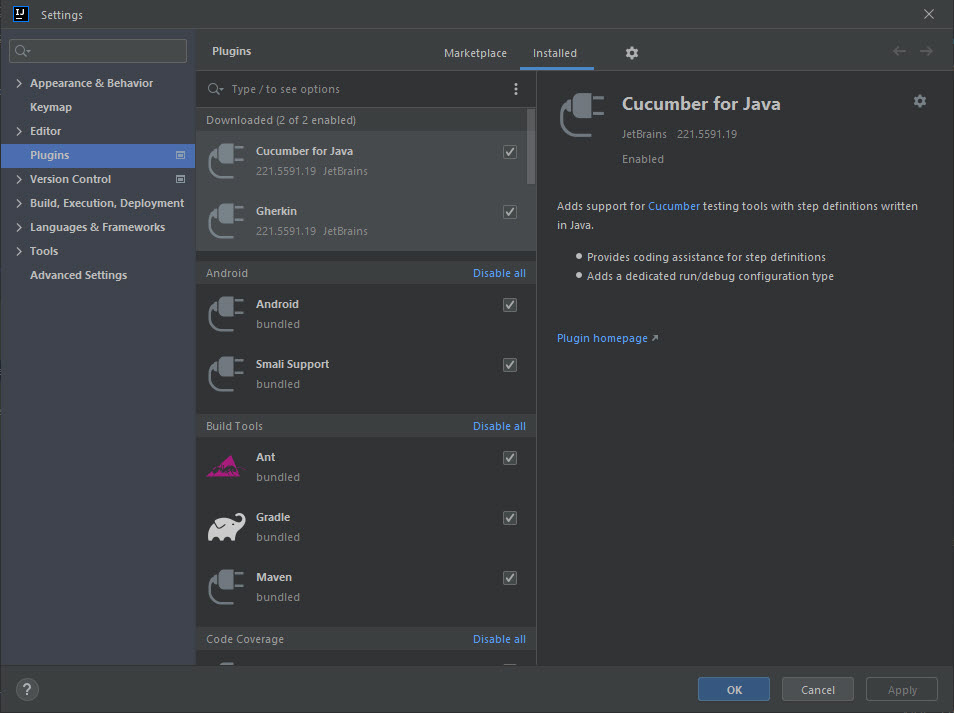 IJ
Settings
Appearance & Behavior
Keymap
Editor
Plugins
Version Control
Build, Execution, Deployment
Languages & Frameworks
Tools
Advanced Settings
Plugins
Marketplace
Installed
Type / to see options
Downloaded (2 of 2 enabled)
Cucumber for Java
221.5591.19 JetBrains
Gherkin
221.5591.19 JetBrains
Android Disable all
Android
bundled
Smali Support
bundled
Build Tools Disable all
Ant
bundled
Gradle
bundled
Maven
bundled
Code Coverage Disable all
Cucumber for Java
JetBrains 221.5591.19
Enabled
Adds support for Cucumber testing tools with step definitions written
in Java.
Provides coding assistance for step definitions
Adds a dedicated run/debug configuration type
Plugin homepage
?
OK
Cancel
Apply